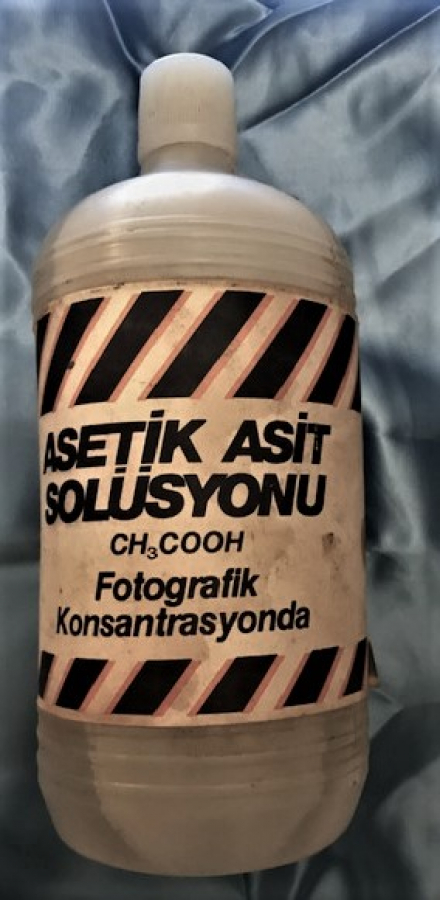 ASETİK ASİT
SOLÜSYONU
CH₃COOH
Fotografik
Konsantrasyonda